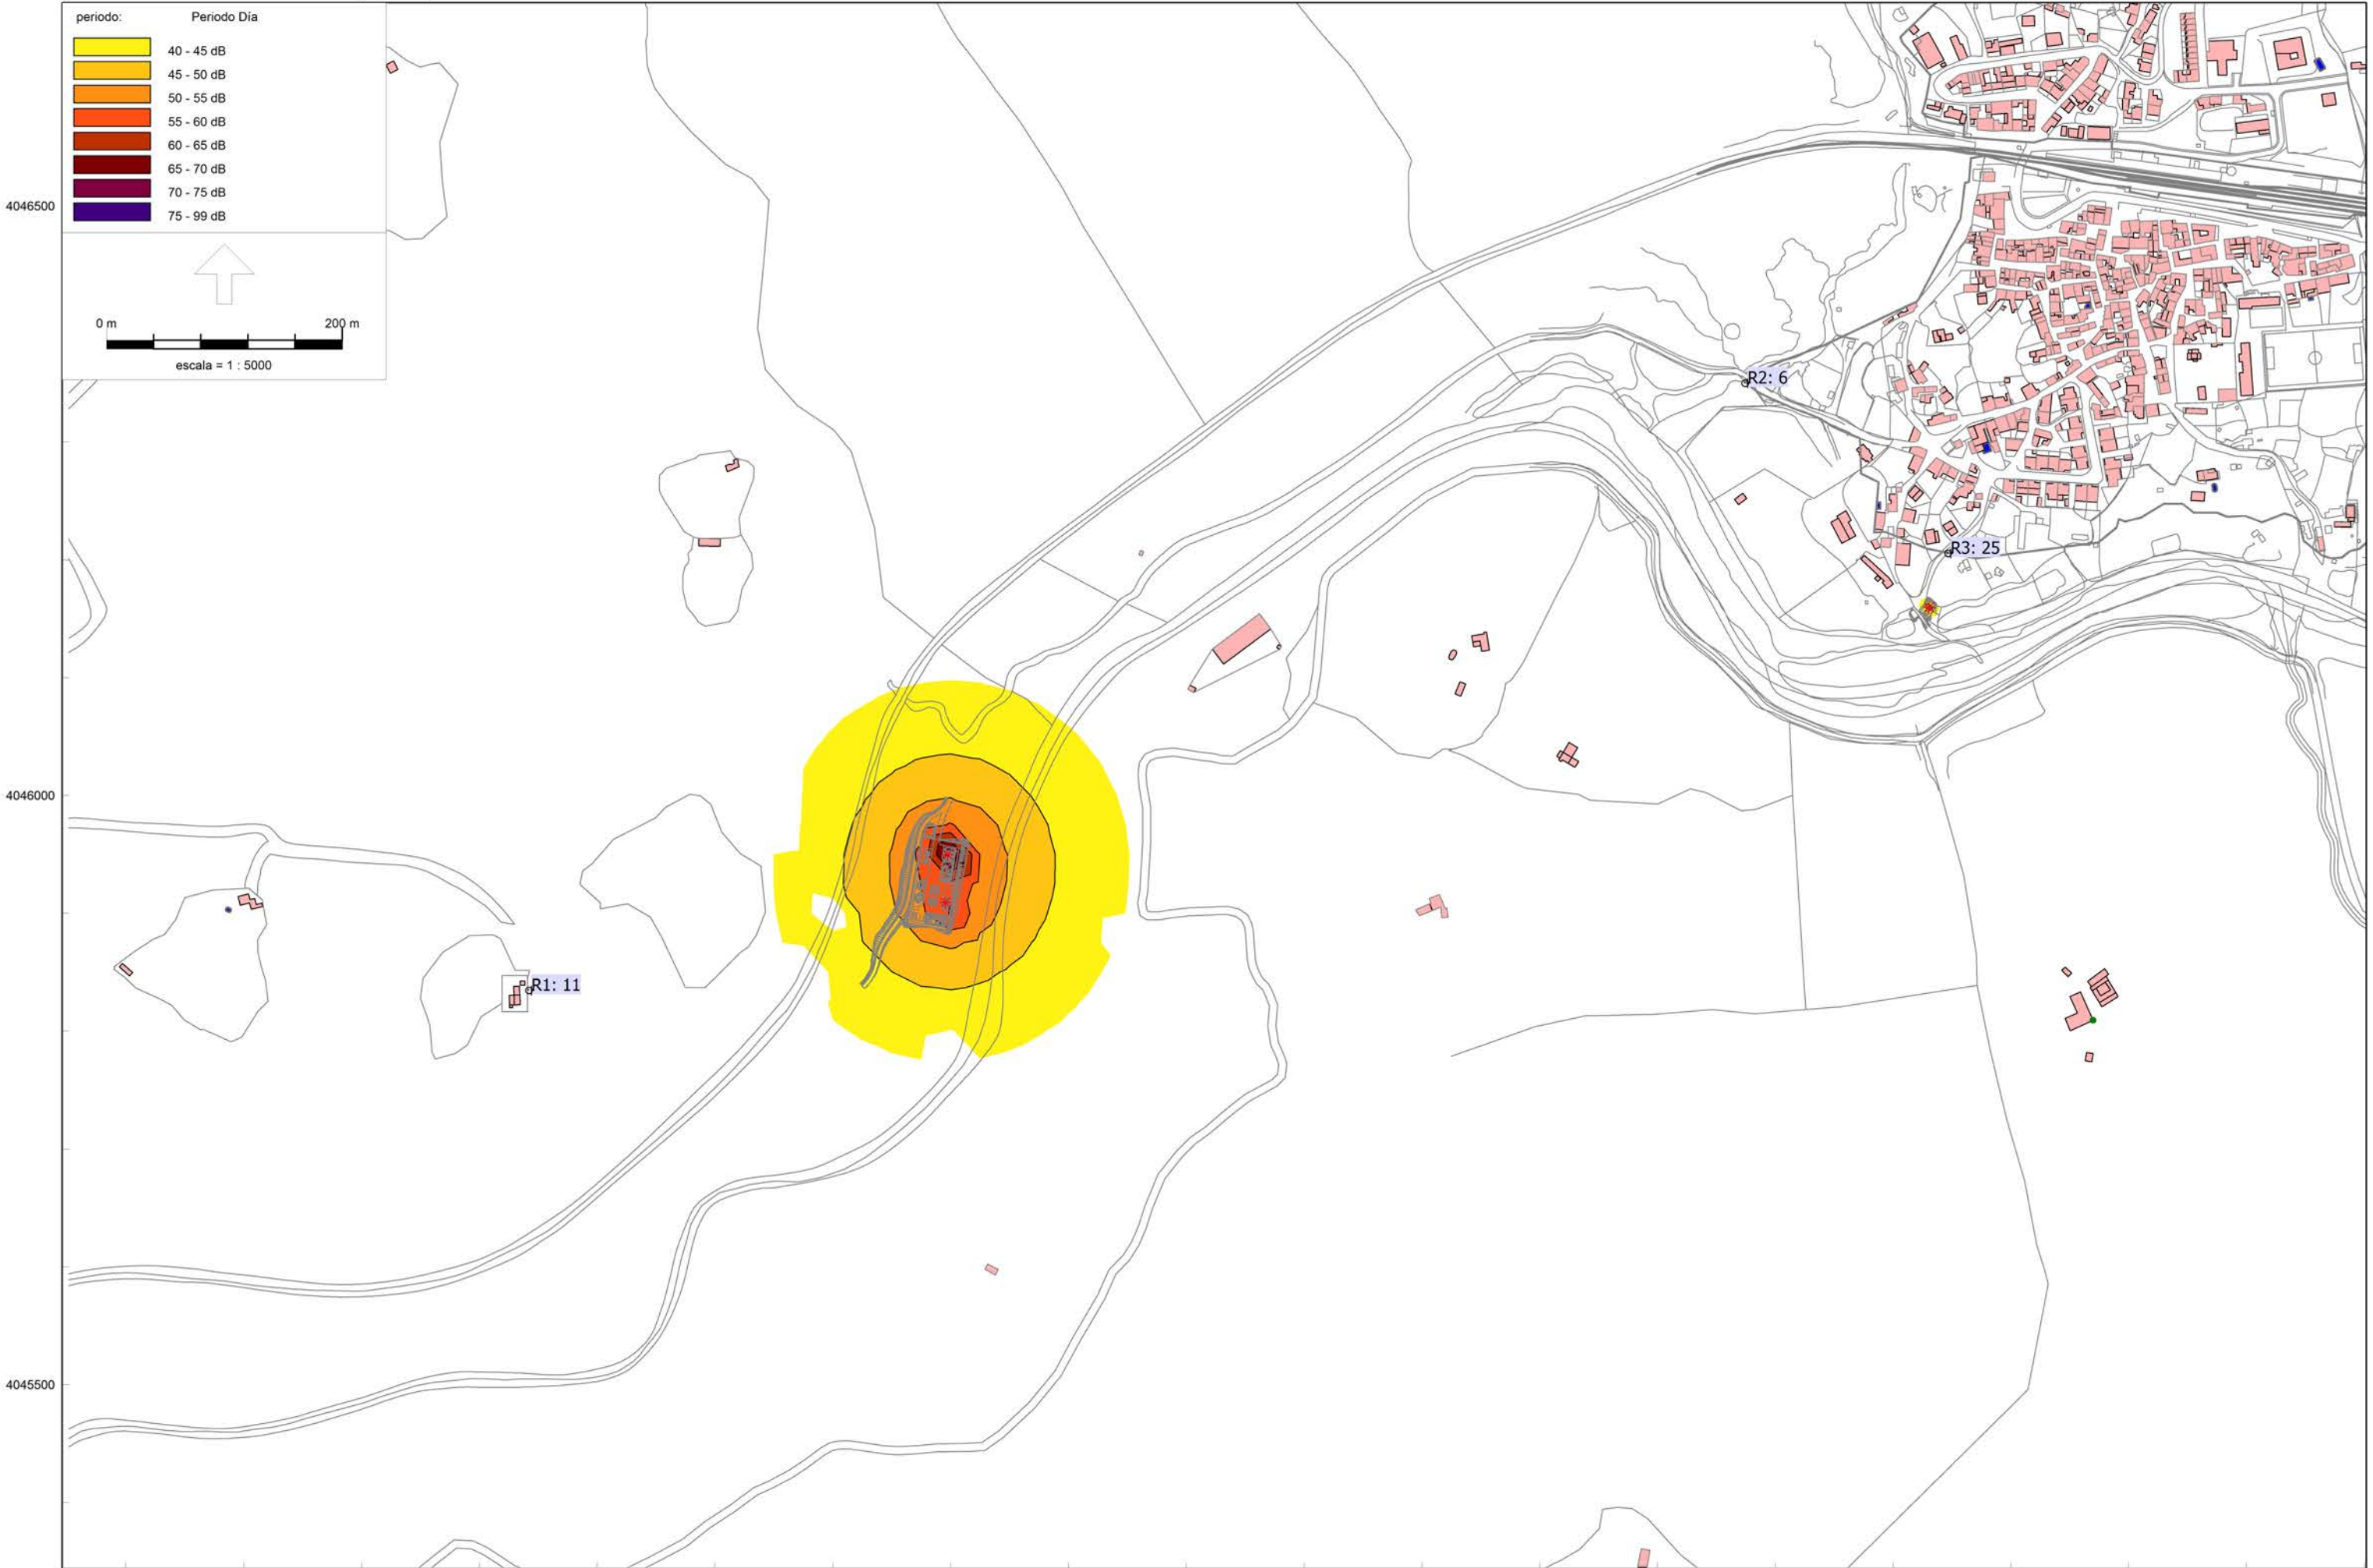 periodo: Periodo Día
40 - 45 dB
45 - 50 dB
50 - 55 dB
55 - 60 dB
60 - 65 dB
65 - 70 dB
70 - 75 dB
75 - 99 dB
0 m 200 m
escala = 1 : 5000
4046500
R2: 6
R3: 25
4046000
R1: 11
4045500